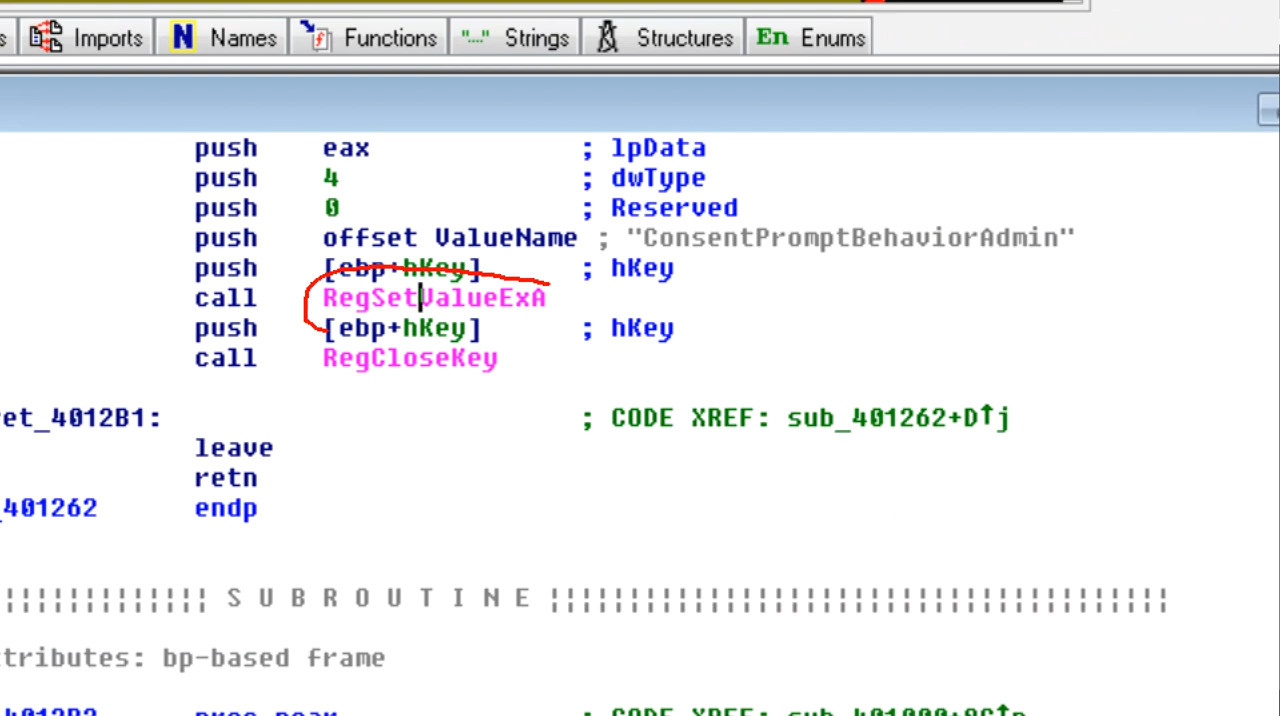 Imports N Names f Functions "..." Strings Structures En Enums
push eax ; lpData
push 4 ; dwType
push 0 ; Reserved
push offset ValueName ; "ConsentPromptBehaviorAdmin"
push [ebp+hKey] ; hKey
call RegSetValueExA
push [ebp+hKey] ; hKey
call RegCloseKey
et_4012B1: ; CODE XREF: sub_401262+D↑j
leave
retn
_401262 endp
¦¦¦¦¦¦¦¦¦¦¦¦¦ S U B R O U T I N E ¦¦¦¦¦¦¦¦¦¦¦¦¦¦¦¦¦¦¦¦¦¦¦¦¦¦¦¦¦¦¦¦¦¦¦¦¦¦¦
tributes: bp-based frame